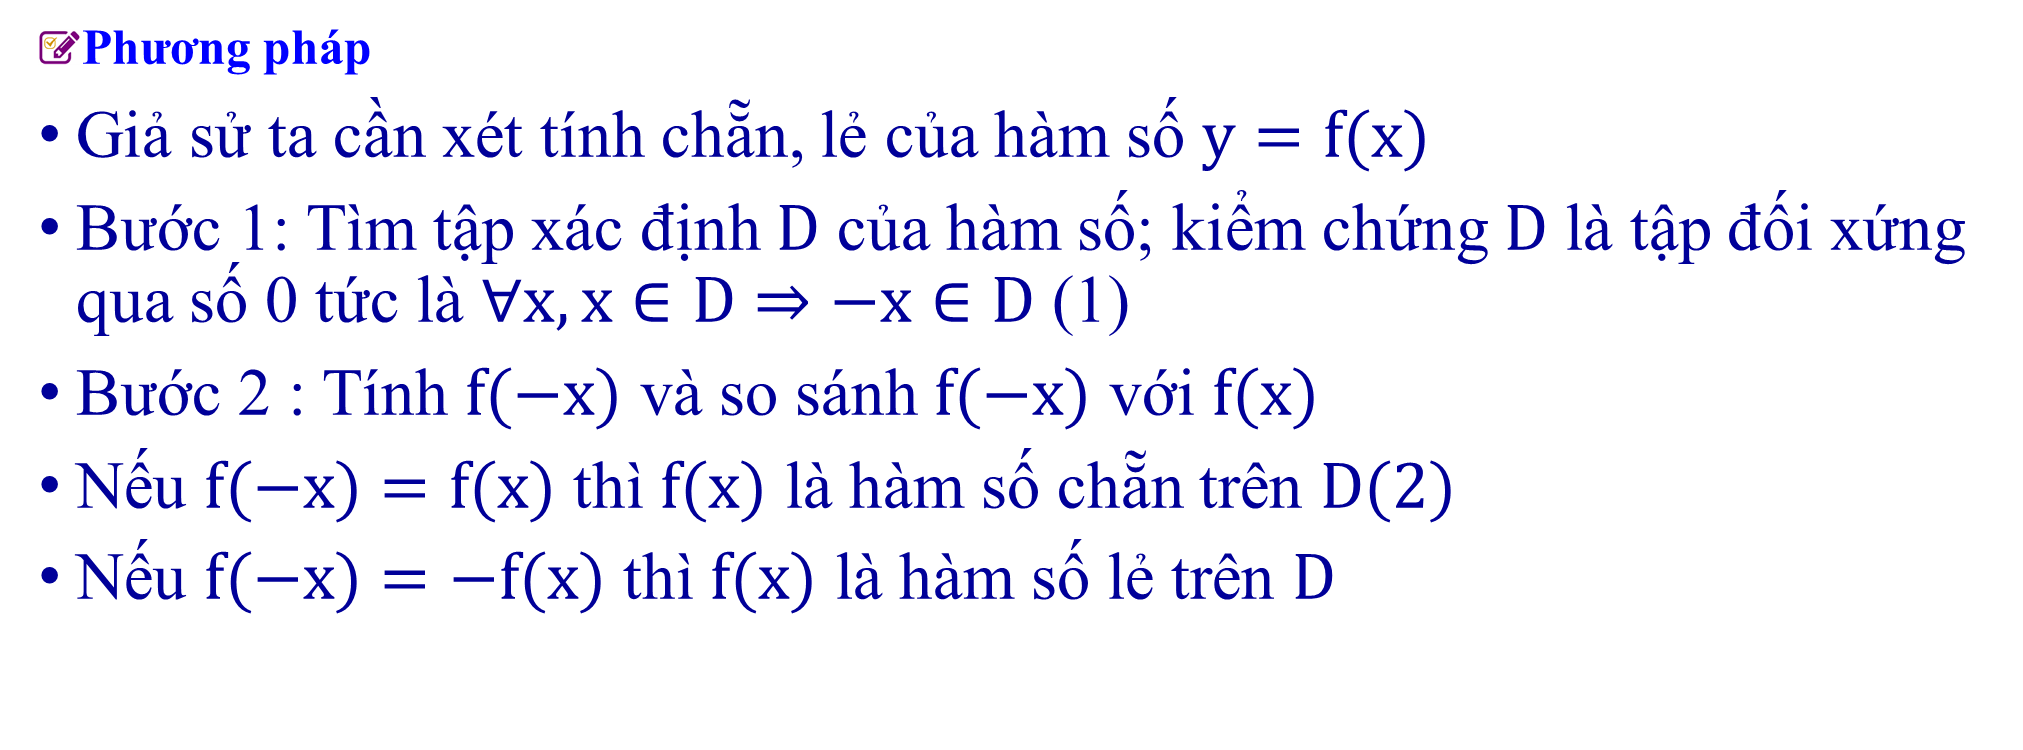 Phương pháp
• Giả sử ta cần xét tính chẵn, lẻ của hàm số y = f(x)
• Bước 1: Tìm tập xác định D của hàm số; kiểm chứng D là tập đối xứng
qua số 0 tức là ∀x, x ∈ D ⇒ −x ∈ D (1)
• Bước 2 : Tính f(−x) và so sánh f(−x) với f(x)
• Nếu f(−x) = f(x) thì f(x) là hàm số chẵn trên D(2)
• Nếu f(−x) = −f(x) thì f(x) là hàm số lẻ trên D